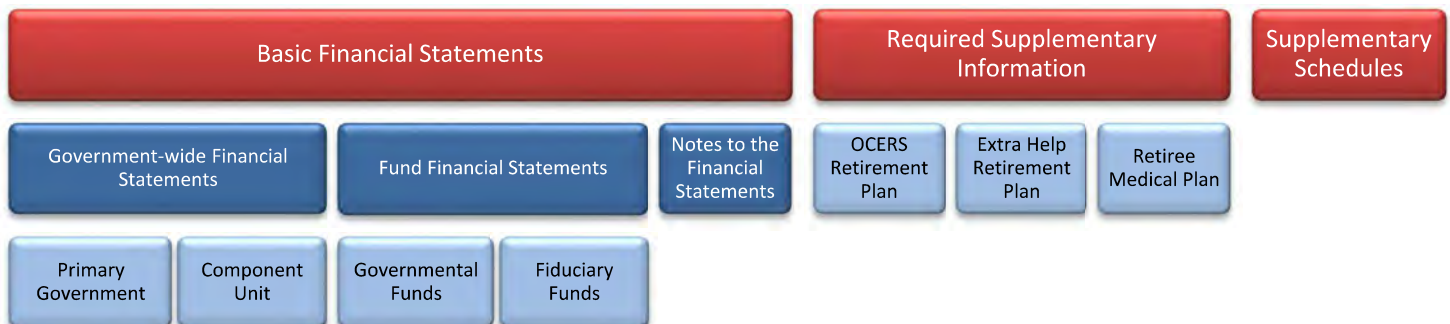 Basic Financial Statements
Required Supplementary
Information
Supplementary
Schedules
Government-wide Financial
Statements
Fund Financial Statements
Notes to the
Financial
Statements
OCERS
Retirement
Plan
Extra Help
Retirement
Plan
Retiree
Medical Plan
Primary
Government
Component
Unit
Governmental
Funds
Fiduciary
Funds